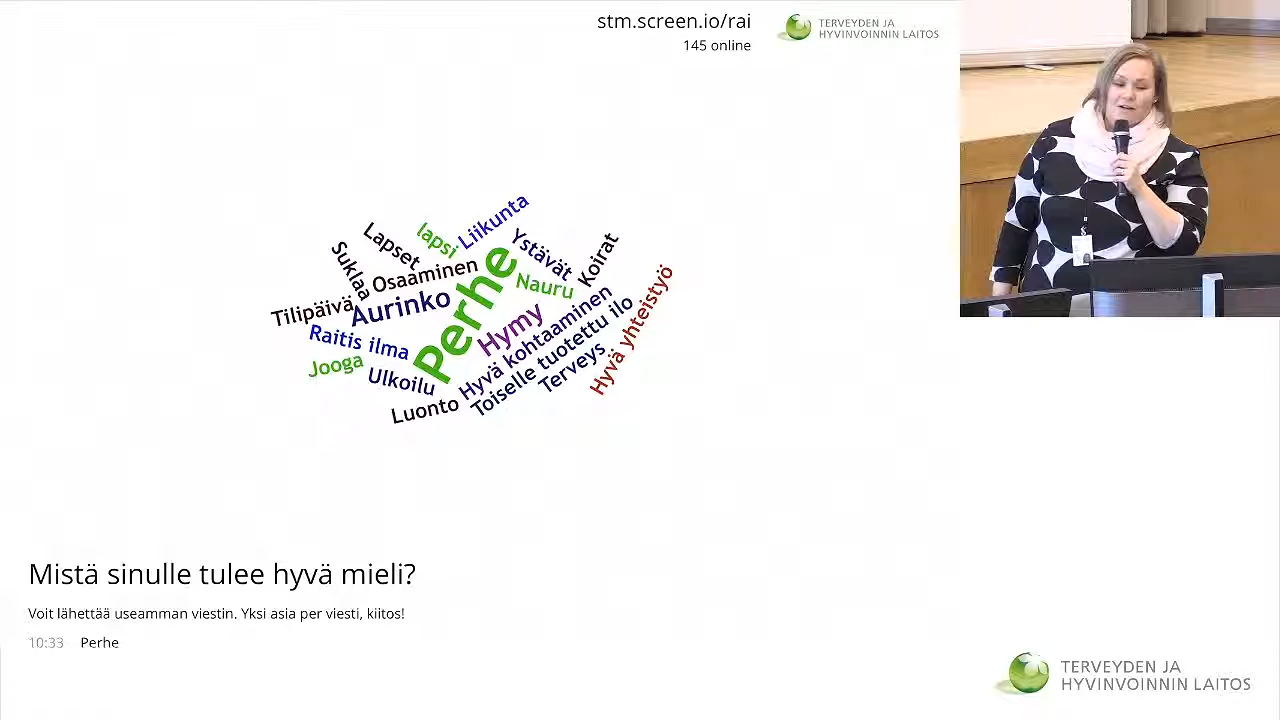 stm.screen.io/rai
145 online
TERVEYDEN JA
HYVINVOINNIN LAITOS
Liikunta
lapsi
Lapset
Ystävät
Suklaa
Osaaminen
Koirat
Perhe
Nauru
Tilipäivä
Aurinko
Hymy
Hyvä kohtaaminen
Hyvä yhteistyö
Raitis ilma
Toiselle tuotettu ilo
Jooga
Ulkoilu
Terveys
Luonto
Mistä sinulle tulee hyvä mieli?
Voit lähettää useamman viestin. Yksi asia per viesti, kiitos!
10:33 Perhe
TERVEYDEN JA
HYVINVOINNIN LAITOS